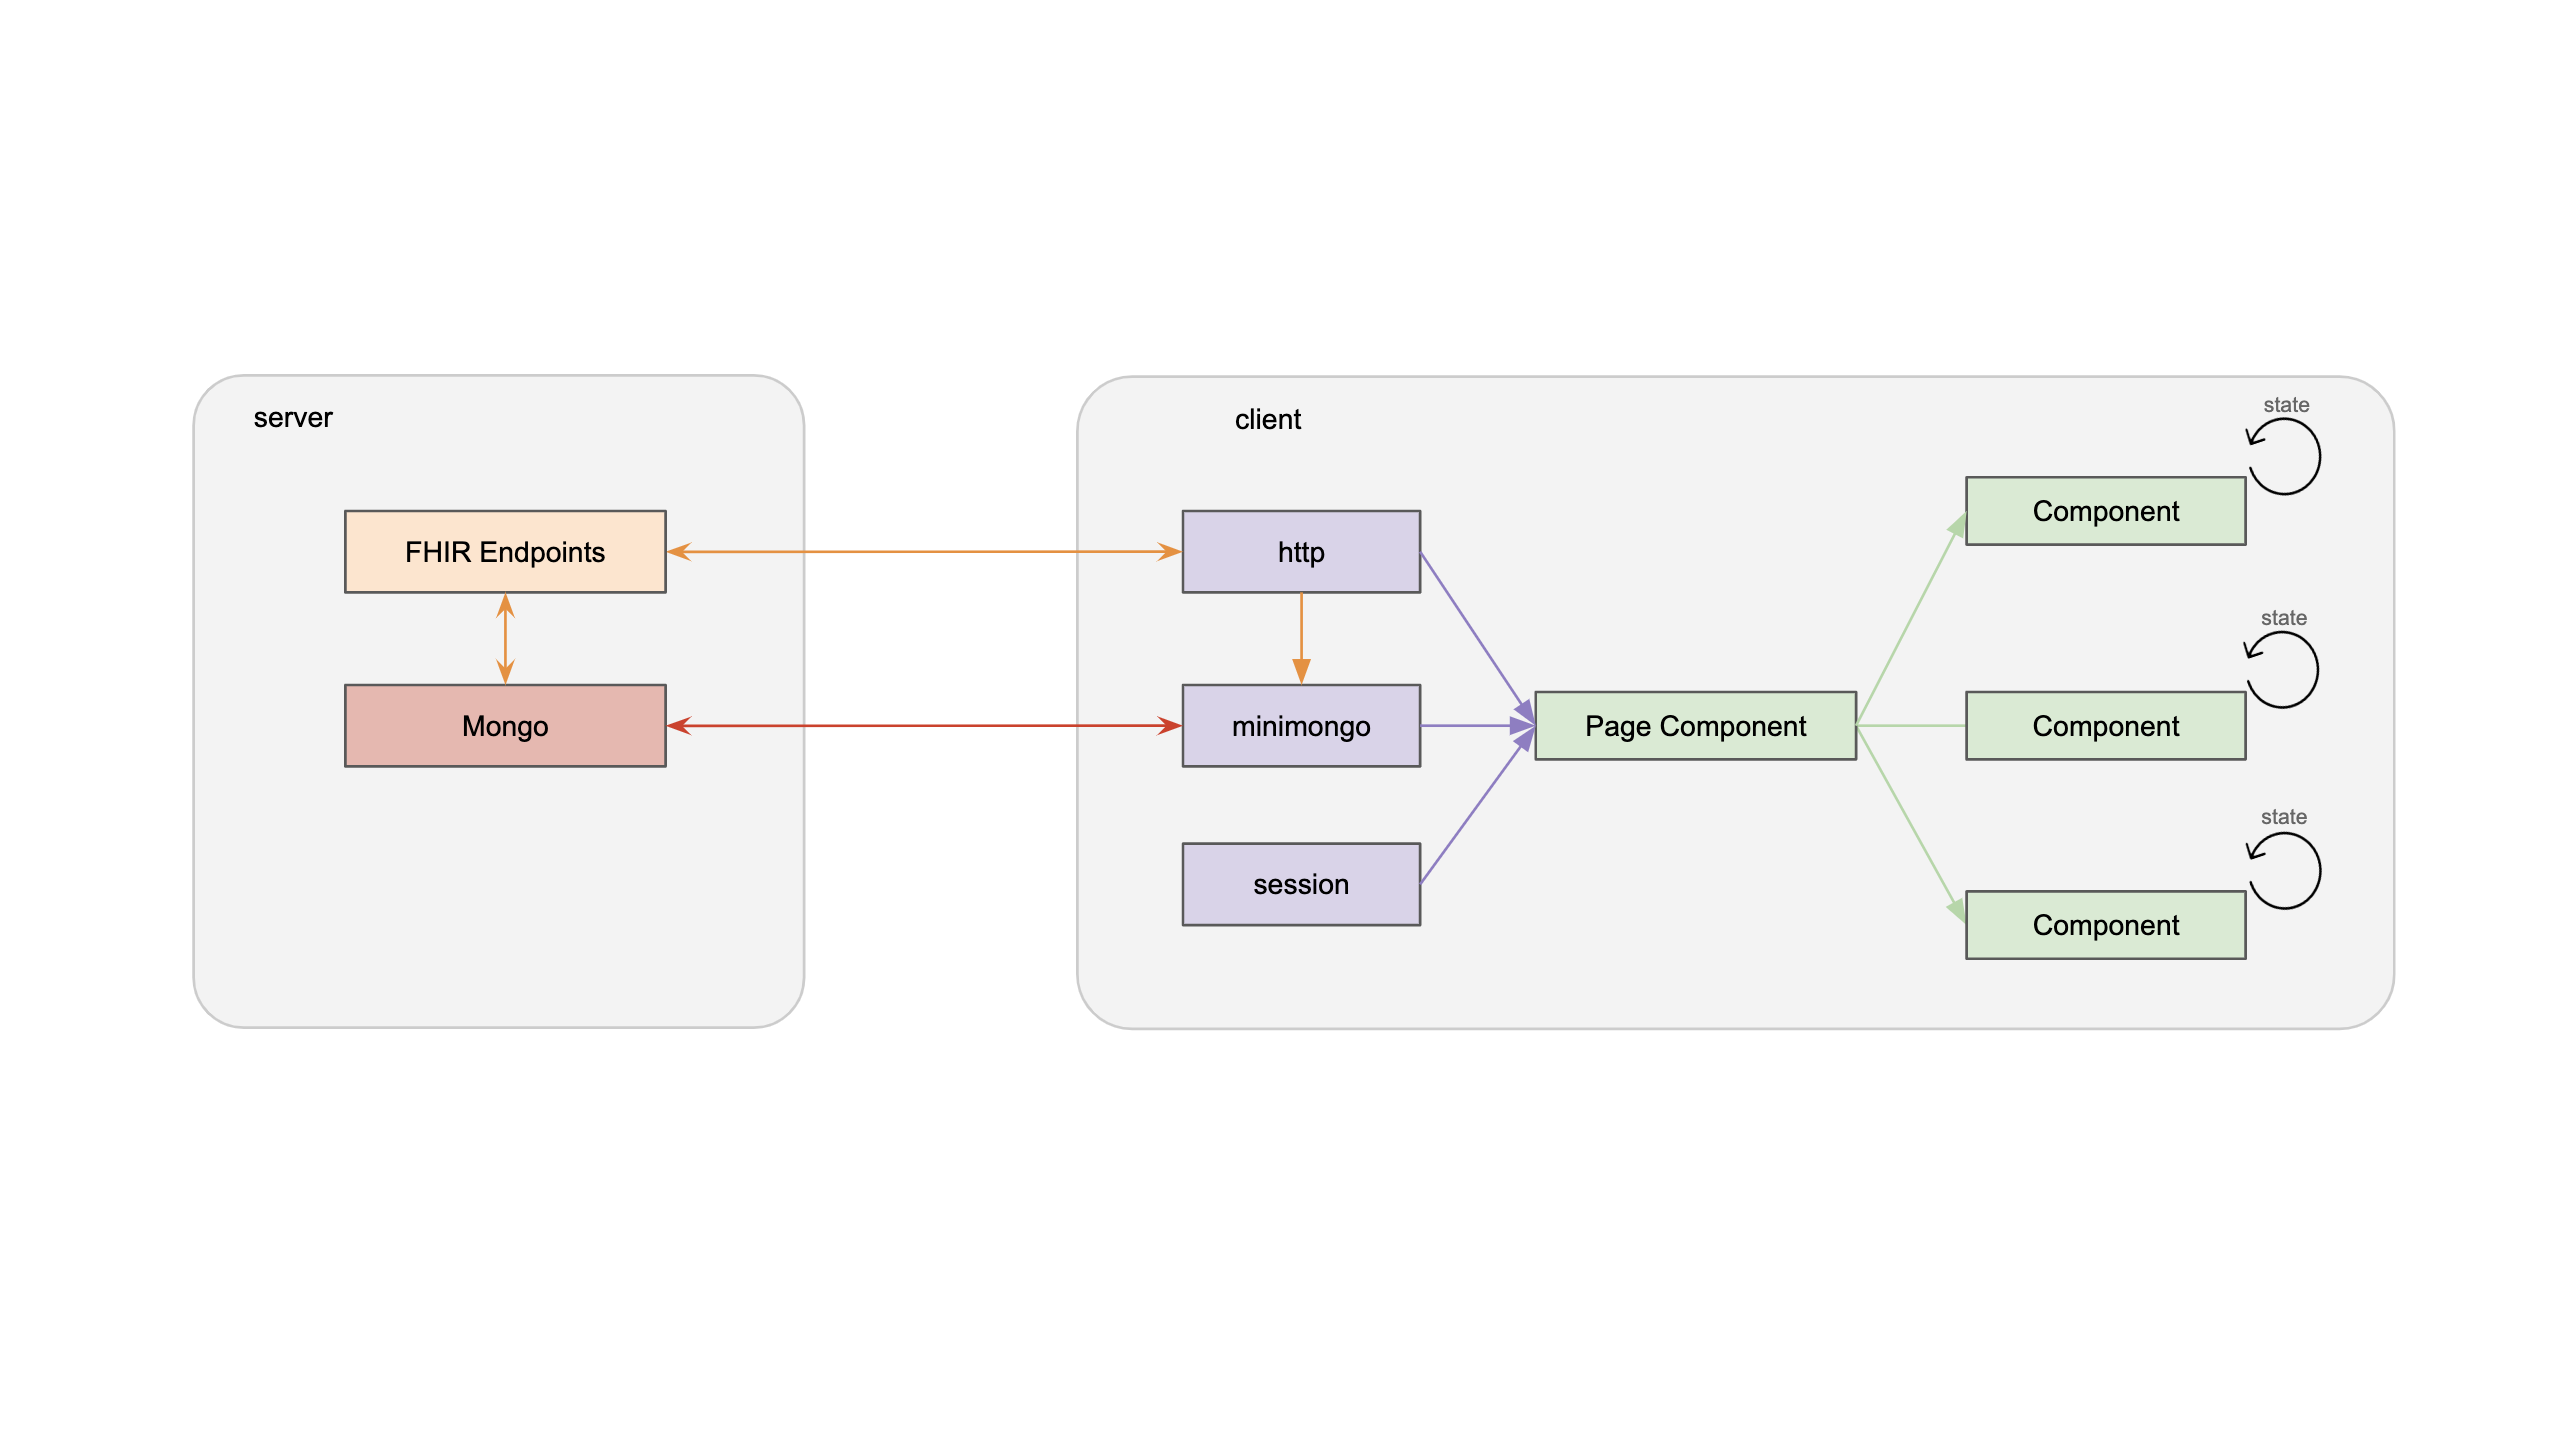 server
FHIR Endpoints
Mongo
client
http
minimongo
session
Page Component
state
Component
state
Component
state
Component